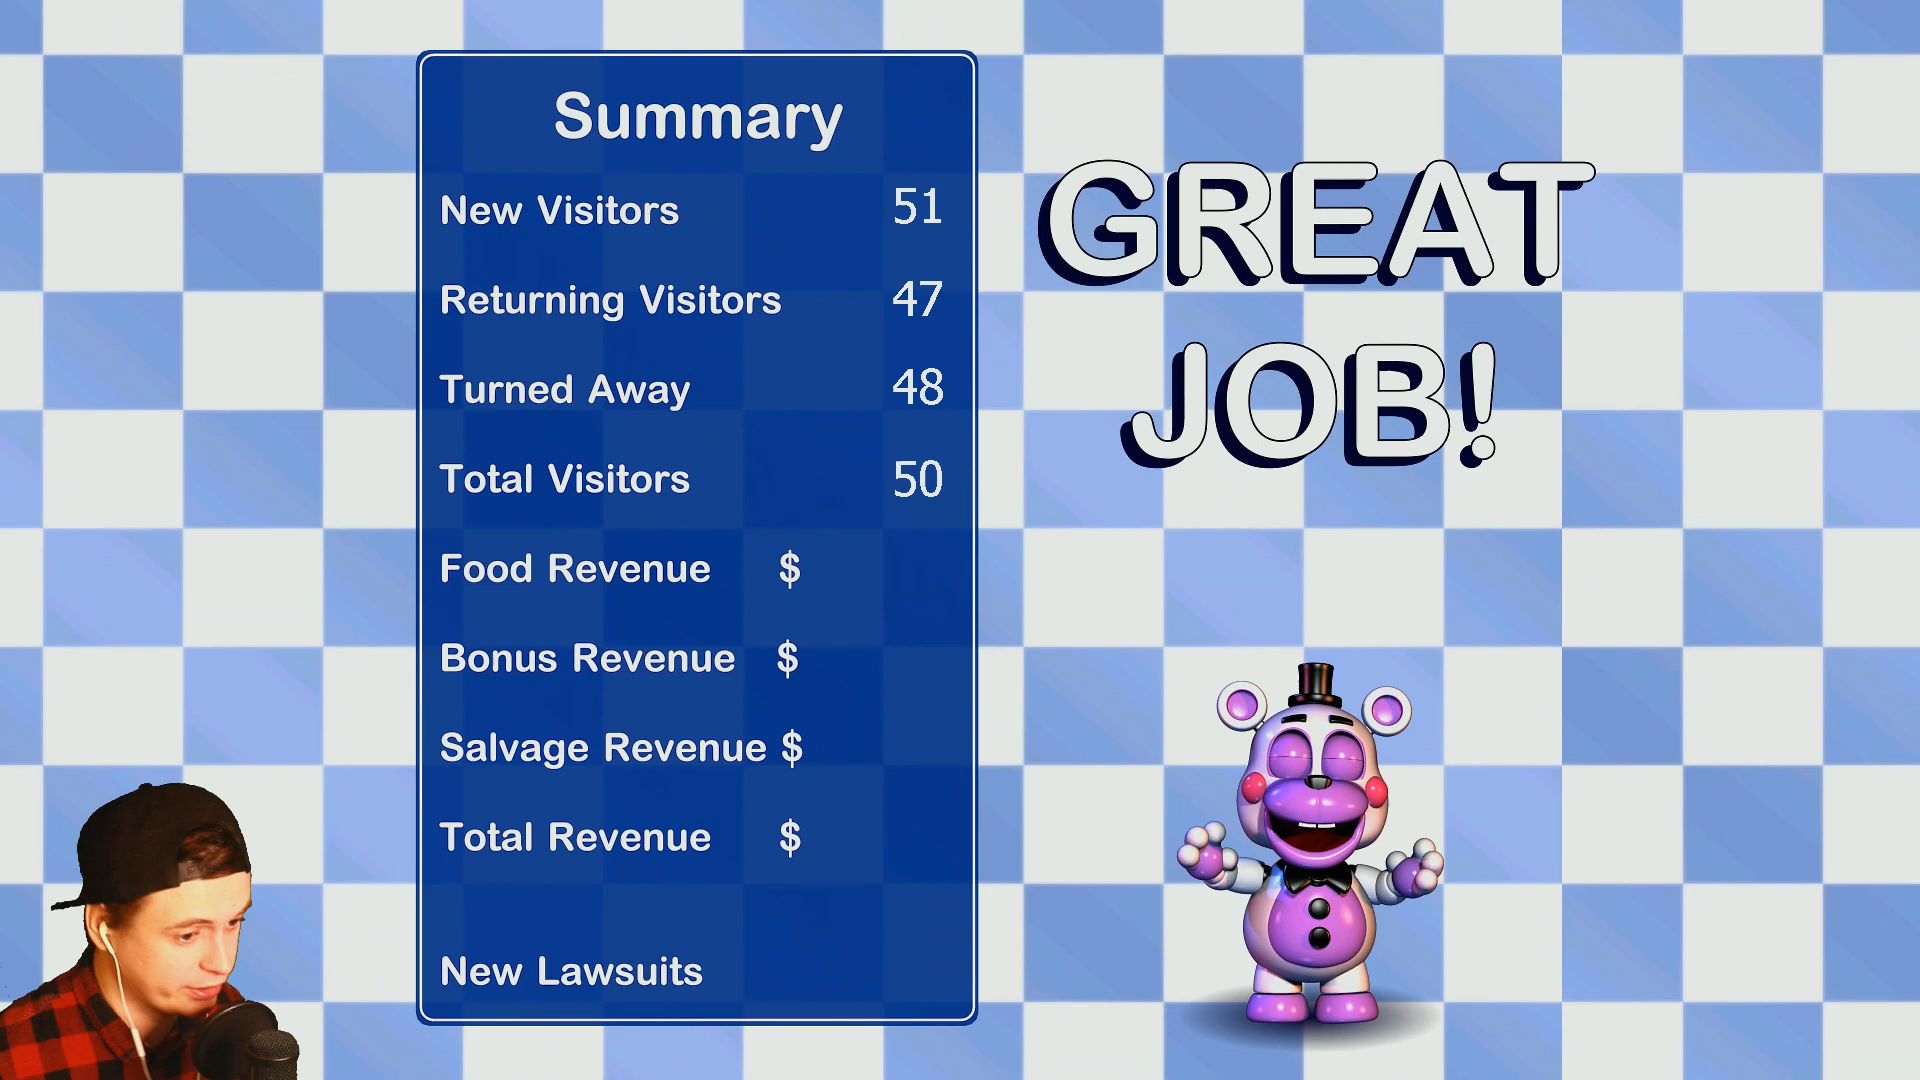 Summary
New Visitors 51
Returning Visitors 47
Turned Away 48
Total Visitors 50
Food Revenue $
Bonus Revenue $
Salvage Revenue $
Total Revenue $
New Lawsuits
GREAT
JOB!